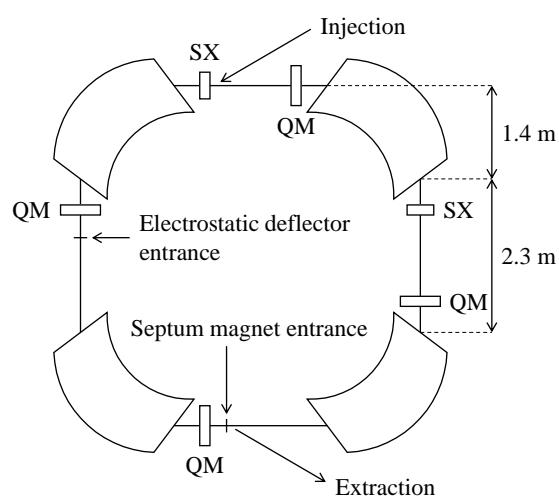 Injection
SX
QM
1.4 m
QM
SX
Electrostatic deflector
entrance
2.3 m
QM
Septum magnet entrance
QM
Extraction